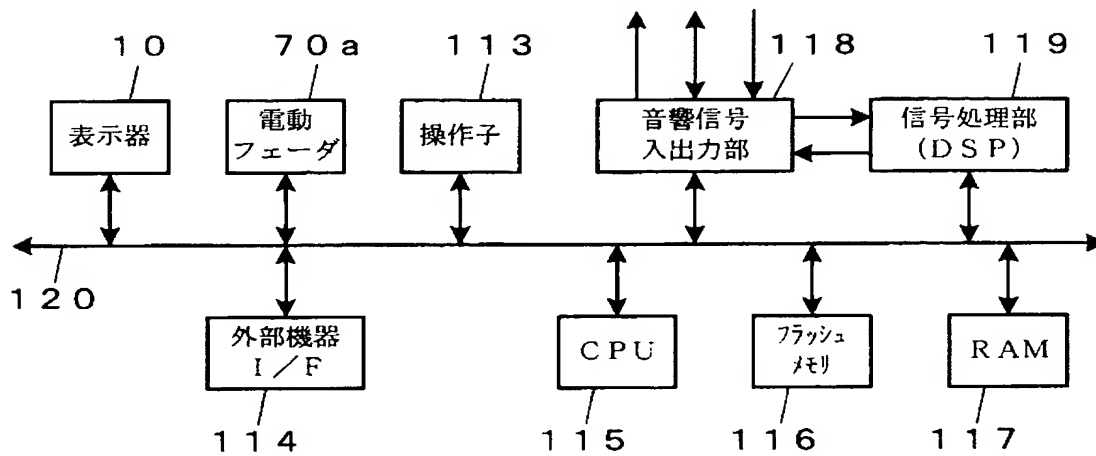 10
70a
113
118
119
表示器
電動
フェーダ
操作子
音響信号
入出力部
信号処理部
(DSP)
120
外部機器
I/F
CPU
フラッシュ
メモリ
RAM
114
115
116
117